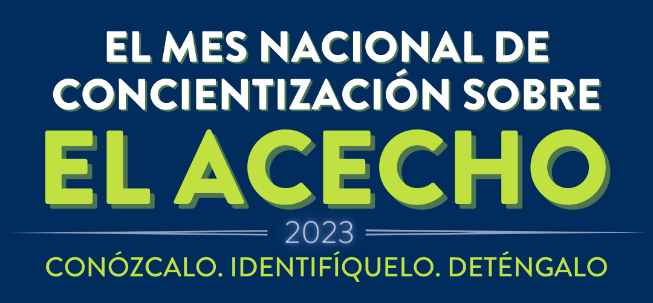 EL MES NACIONAL DE
CONCIENTIZACIÓN SOBRE
EL ACECHO
2023
CONÓZCALO. IDENTIFÍQUELO. DETÉNGALO